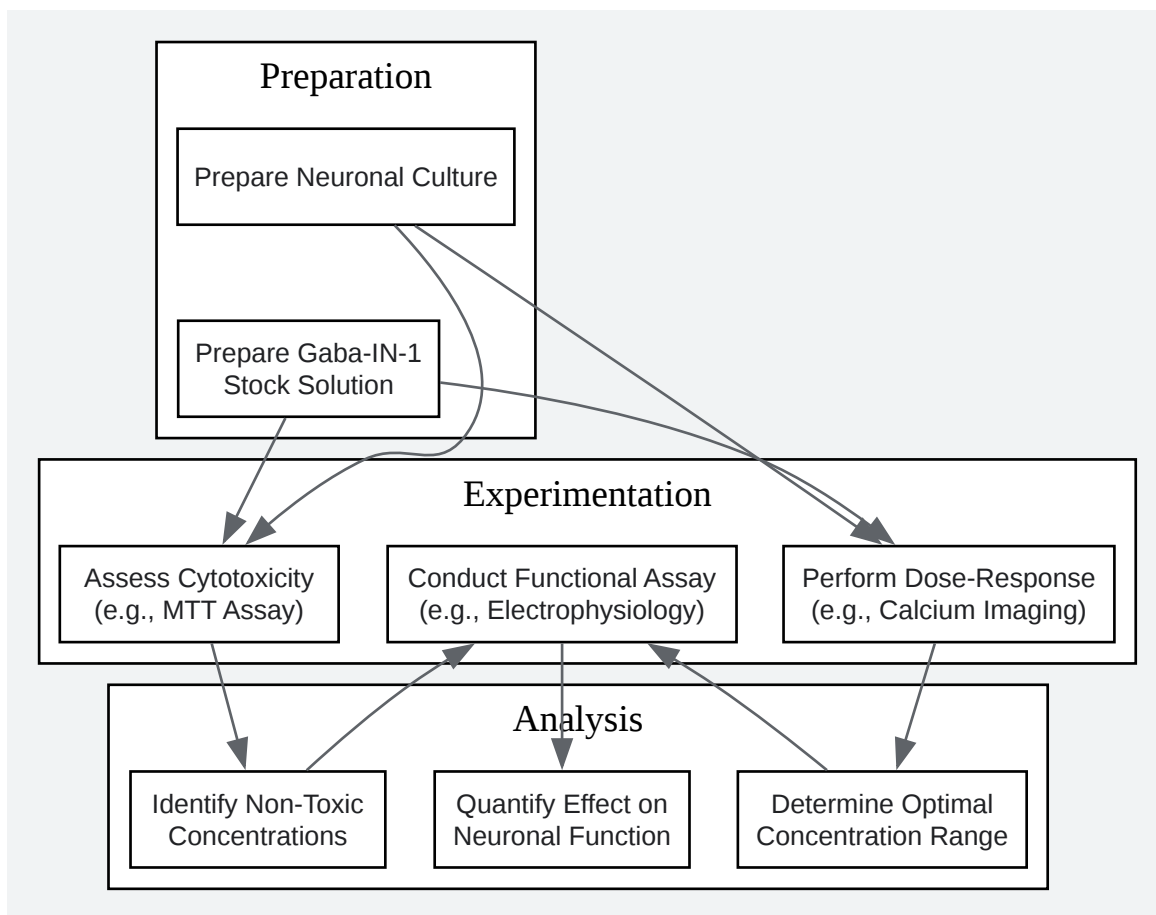 Preparation
Prepare Neuronal Culture
Prepare Gaba-IN-1
Stock Solution
Experimentation
Assess Cytotoxicity
(e.g., MTT Assay)
Conduct Functional Assay
(e.g., Electrophysiology)
Perform Dose-Response
(e.g., Calcium Imaging)
Analysis
Identify Non-Toxic
Concentrations
Quantify Effect on
Neuronal Function
Determine Optimal
Concentration Range